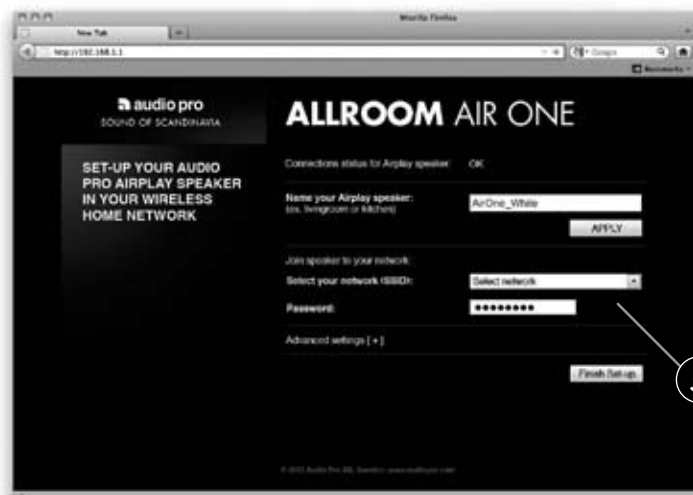 Mozilla Firefox
New Tab
http://192.168.1.1
Google
Bookmarks
audio pro
SOUND OF SCANDINAVIA
SET-UP YOUR AUDIO
PRO AIRPLAY SPEAKER
IN YOUR WIRELESS
HOME NETWORK
ALLROOM AIR ONE
Connections status for Airplay speaker: OK
Name your Airplay speaker: AirOne_White
(ex. livingroom or kitchen)
APPLY
Join speaker to your network:
Select your network (SSID): Select network
Password: ●●●●●●●●
Advanced settings [ + ]
Finish Set-up